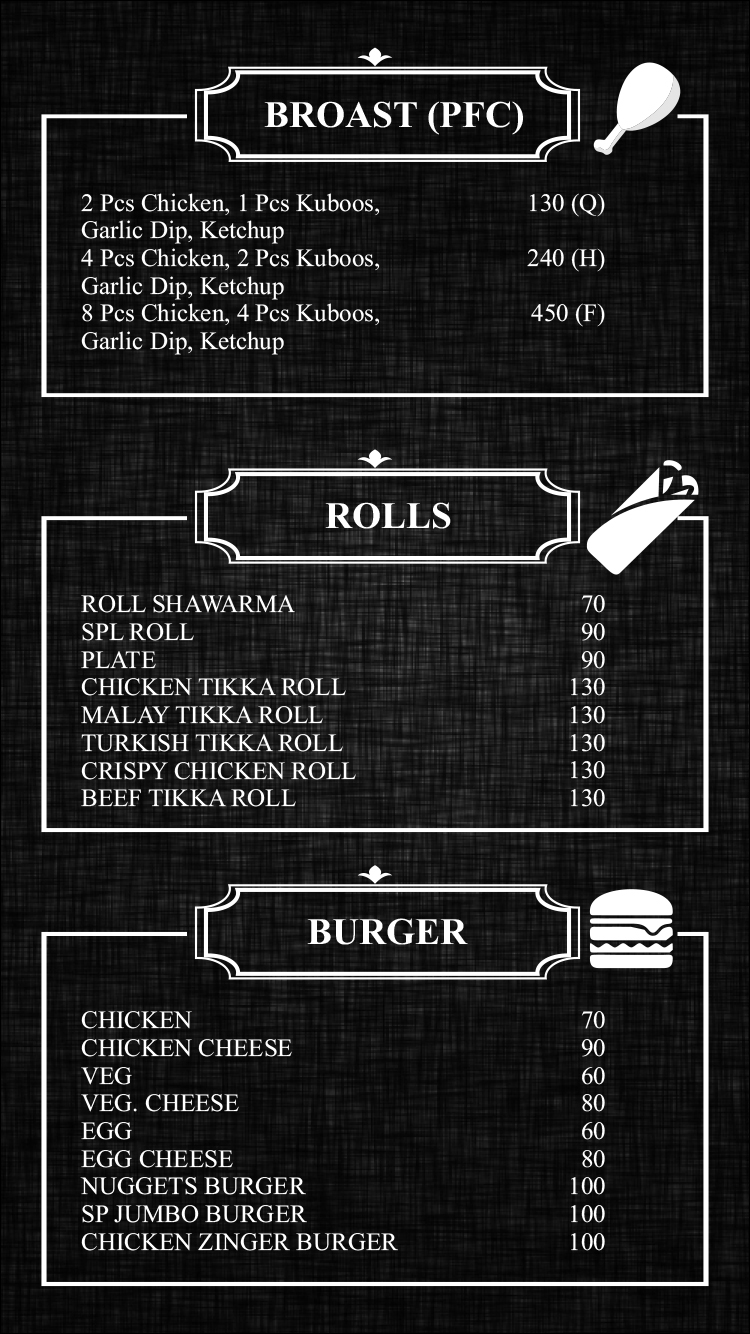 BROAST (PFC)
2 Pcs Chicken, 1 Pcs Kuboos, 130 (Q)
Garlic Dip, Ketchup
4 Pcs Chicken, 2 Pcs Kuboos, 240 (H)
Garlic Dip, Ketchup
8 Pcs Chicken, 4 Pcs Kuboos, 450 (F)
Garlic Dip, Ketchup
ROLLS
ROLL SHAWARMA 70
SPL ROLL 90
PLATE 90
CHICKEN TIKKA ROLL 130
MALAY TIKKA ROLL 130
TURKISH TIKKA ROLL 130
CRISPY CHICKEN ROLL 130
BEEF TIKKA ROLL 130
BURGER
CHICKEN 70
CHICKEN CHEESE 90
VEG 60
VEG. CHEESE 80
EGG 60
EGG CHEESE 80
NUGGETS BURGER 100
SP JUMBO BURGER 100
CHICKEN ZINGER BURGER 100